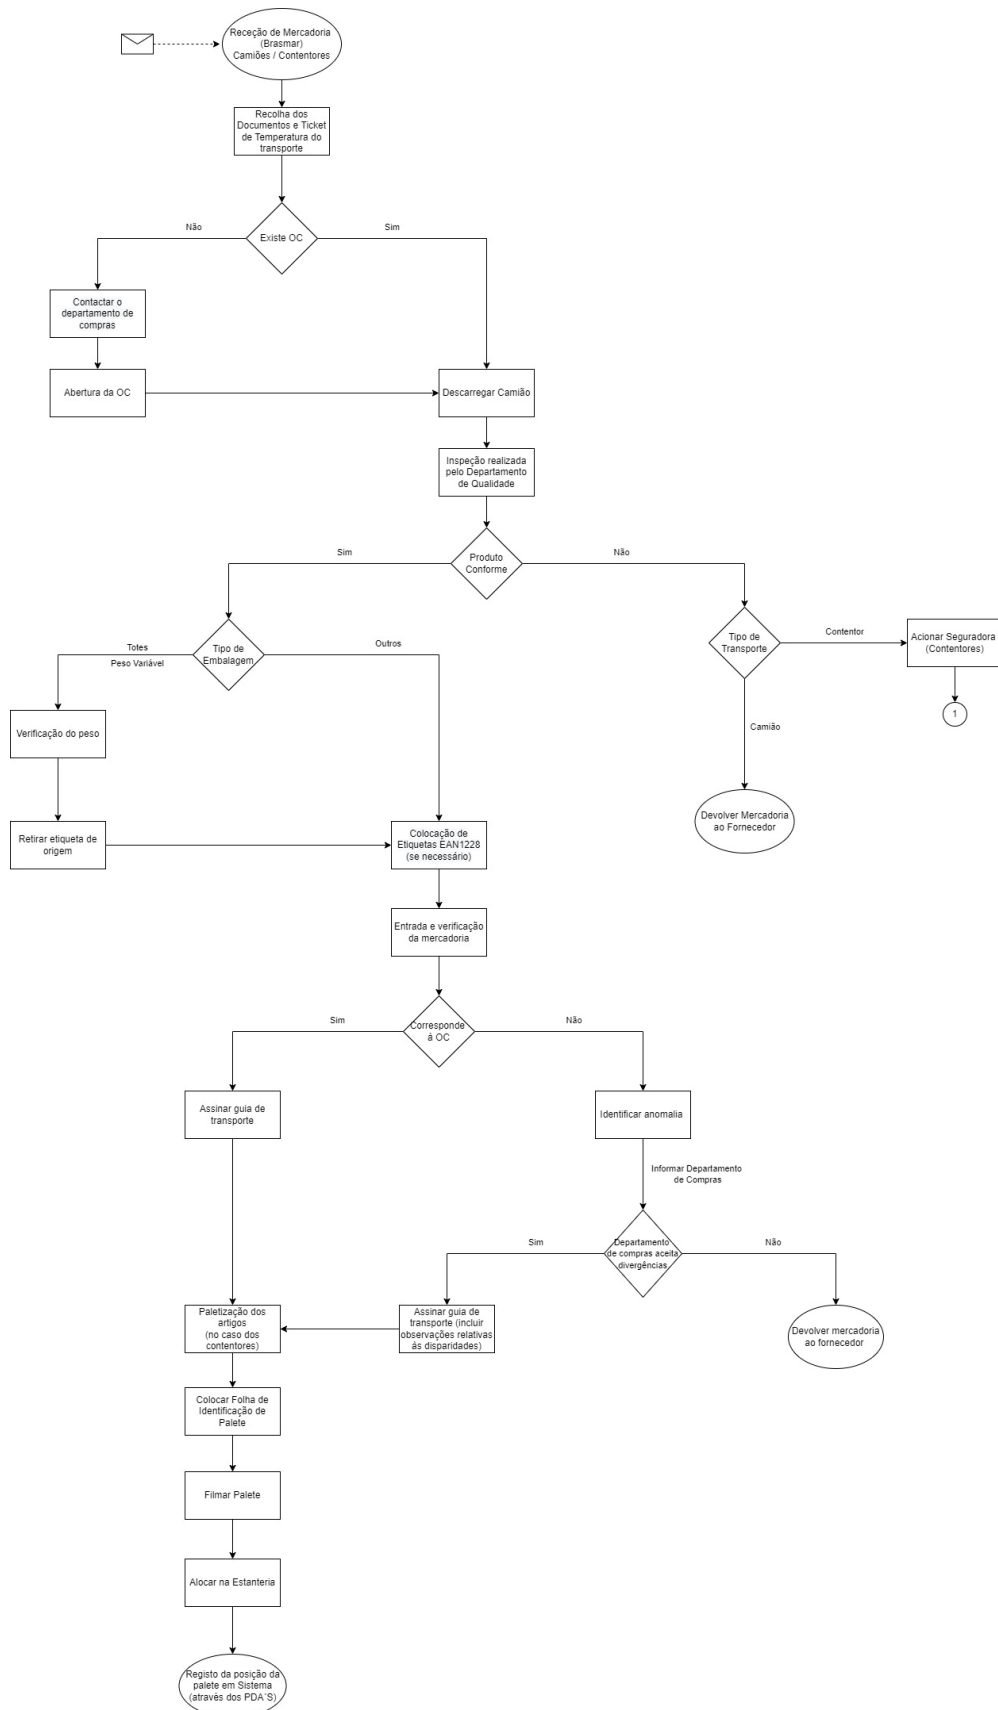 Receção de Mercadoria
(Brasmar)
Camiões / Contentores
Recolha dos
Documentos e Ticket
de Temperatura do
transporte
Não
Existe OC
Sim
Contactar o
departamento de
compras
Abertura da OC
Descarregar Camião
Inspeção realizada
pelo Departamento
de Qualidade
Sim
Produto
Conforme
Não
Totes
Peso Variável
Tipo de
Embalagem
Outros
Tipo de
Transporte
Contentor
Acionar Seguradora
(Contentores)
1
Verificação do peso
Camião
Retirar etiqueta de
origem
Colocação de
Etiquetas EAN1228
(se necessário)
Devolver Mercadoria
ao Fornecedor
Entrada e verificação
da mercadoria
Sim
Corresponde
á OC
Não
Assinar guia de
transporte
Identificar anomalia
Informar Departamento
de Compras
Sim
Departamento
de compras aceita
divergências
Não
Paletização dos
artigos
(no caso dos
contentores)
Assinar guia de
transporte (incluir
observações relativas
ás disparidades)
Devolver mercadoria
ao fornecedor
Colocar Folha de
Identificação de
Palete
Filmar Palete
Alocar na Estanteria
Registo da posição da
palete em Sistema
(através dos PDA´S)